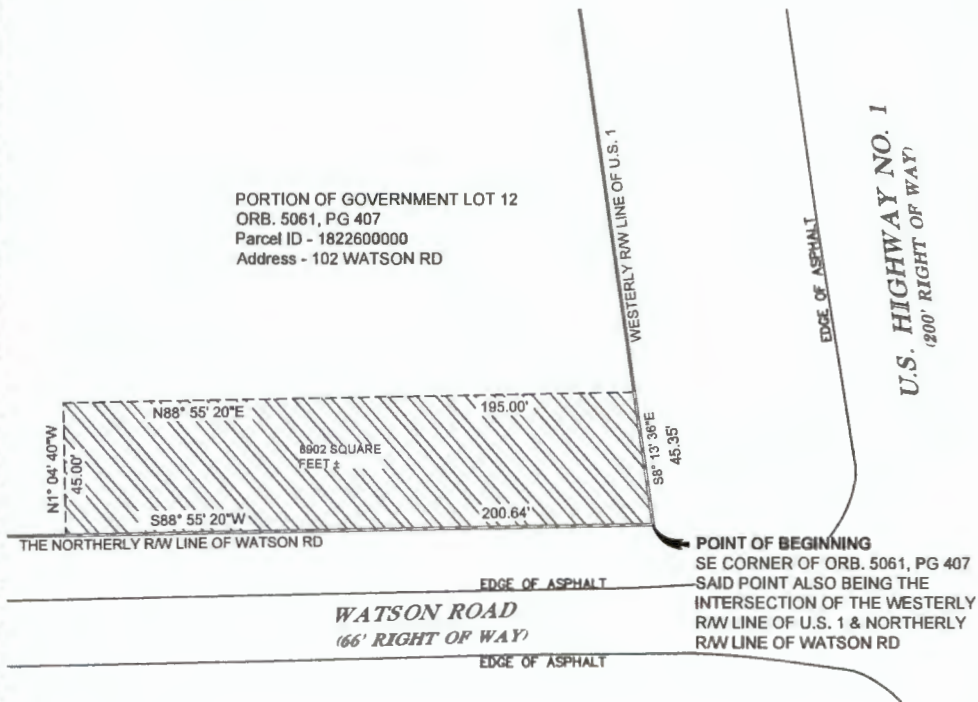 PORTION OF GOVERNMENT LOT 12
ORB. 5061, PG 407
Parcel ID - 1822600000
Address - 102 WATSON RD
WESTERLY R/W LINE OF U.S. 1
EDGE OF ASPHALT
U.S. HIGHWAY NO. 1
(200' RIGHT OF WAY)
N88° 55' 20"E
195.00'
N1° 04' 40"W
45.00'
8902 SQUARE
FEET ±
S8° 13' 36"E
45.35'
S88° 55' 20"W
200.64'
THE NORTHERLY R/W LINE OF WATSON RD
POINT OF BEGINNING
SE CORNER OF ORB. 5061, PG 407
SAID POINT ALSO BEING THE
INTERSECTION OF THE WESTERLY
R/W LINE OF U.S. 1 & NORTHERLY
R/W LINE OF WATSON RD
EDGE OF ASPHALT
WATSON ROAD
(66' RIGHT OF WAY)
EDGE OF ASPHALT